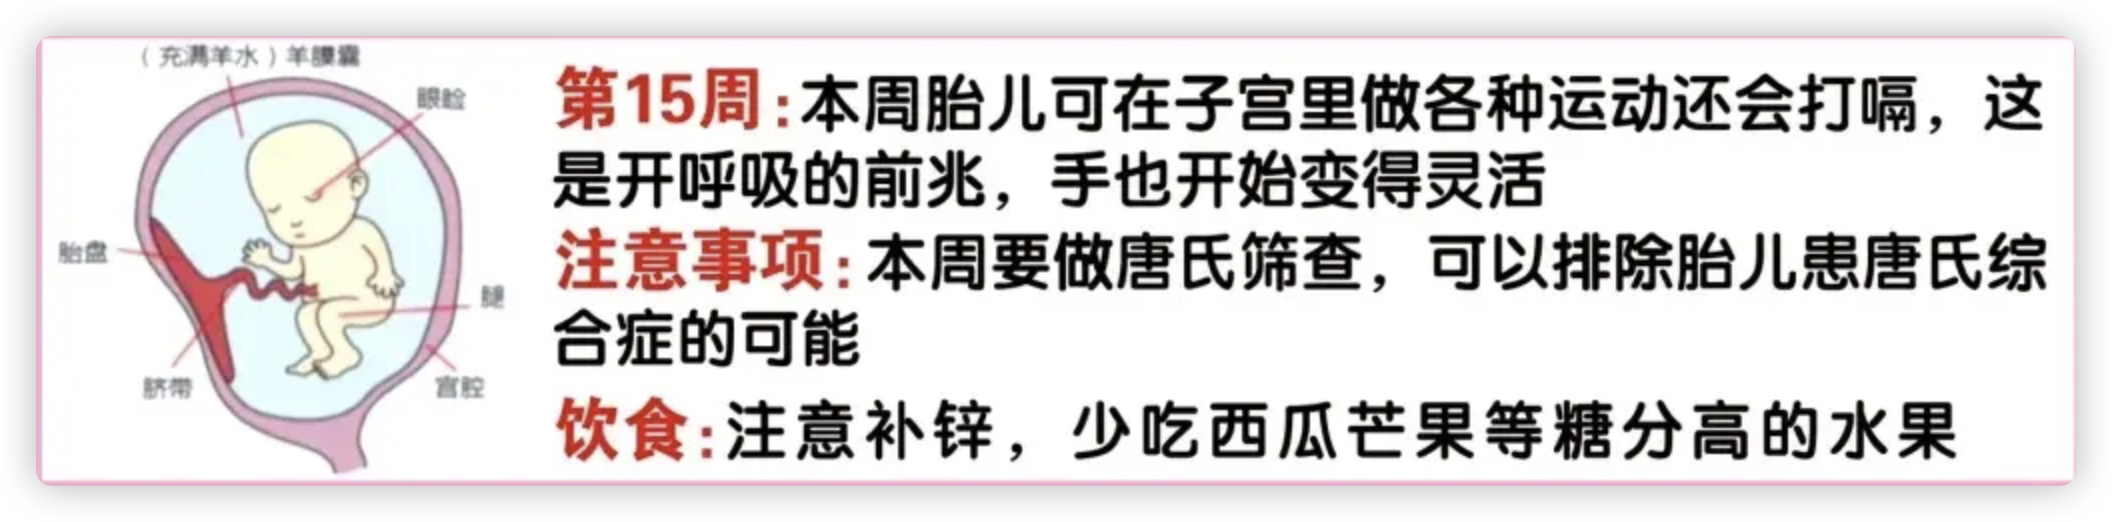 （充满羊水）羊膜囊
眼睑
胎盘
腿
脐带
宫腔
第15周:本周胎儿可在子宫里做各种运动还会打嗝，这
是开呼吸的前兆，手也开始变得灵活
注意事项:本周要做唐氏筛查，可以排除胎儿患唐氏综
合症的可能
饮食:注意补锌，少吃西瓜芒果等糖分高的水果